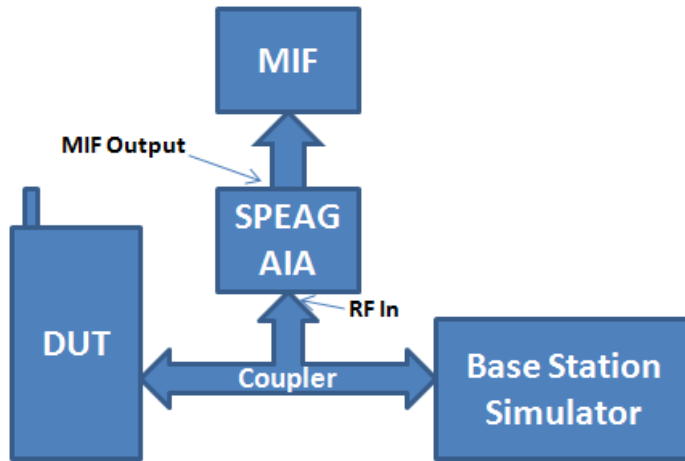 MIF
MIF Output
SPEAG
AIA
RF In
DUT
Coupler
Base Station
Simulator